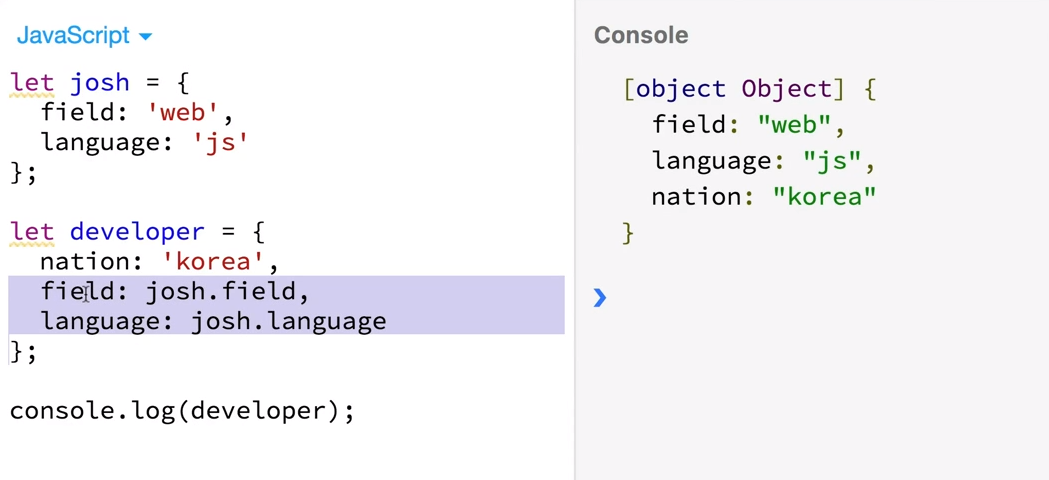 JavaScript
let josh = {
  field: 'web',
  language: 'js'
};
let developer = {
  nation: 'korea',
  field: josh.field,
  language: josh.language
};
console.log(developer);
Console
[object Object] {
  field: "web",
  language: "js",
  nation: "korea"
}